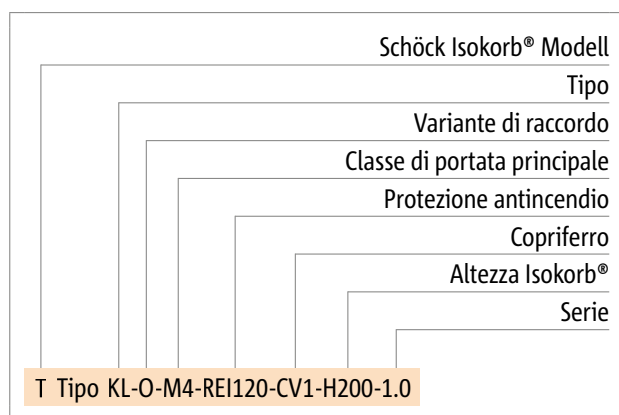 Schöck Isokorb® Modell
Tipo
Variante di raccordo
Classe di portata principale
Protezione antincendio
Copriferro
Altezza Isokorb®
Serie
T Tipo KL-O-M4-REI120-CV1-H200-1.0